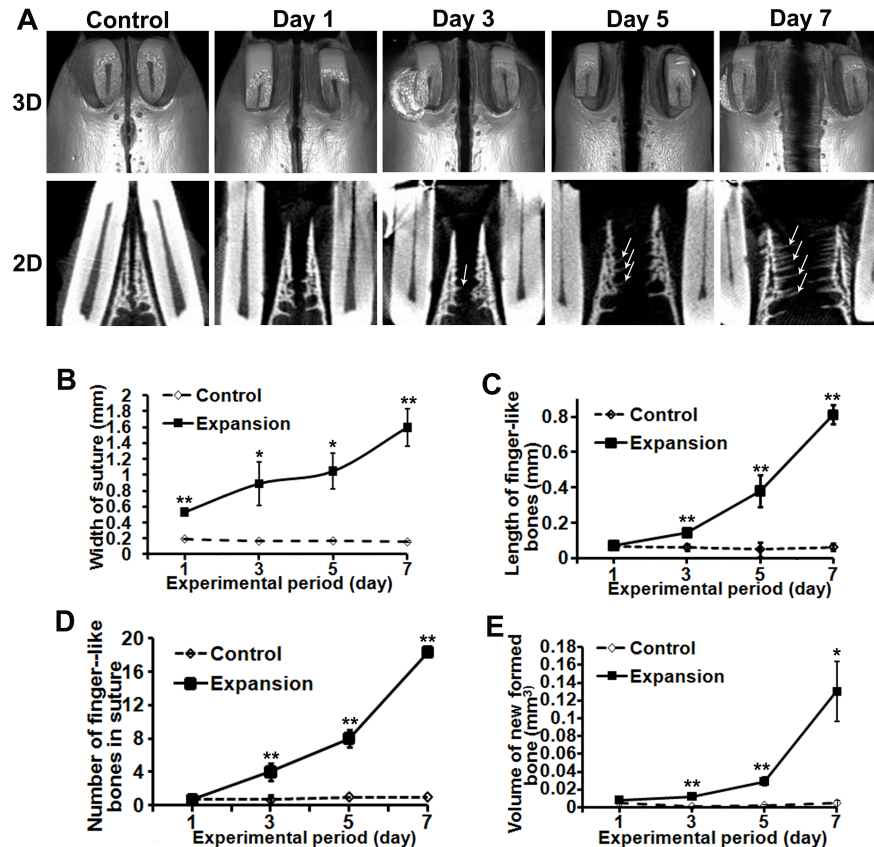 A
Control
Day 1
Day 3
Day 5
Day 7
3D
2D
B
Width of suture (mm)
2
1.8
1.6
1.4
1.2
1
0.8
0.6
0.4
0.2
0
Control
Expansion
**
*
*
**
1
3
5
7
Experimental period (day)
C
Length of finger-like
bones (mm)
0.8
0.6
0.4
0.2
0
Control
Expansion
**
**
**
1
3
5
7
Experimental period (day)
D
Number of finger--like
bones in suture
20
16
12
8
4
0
Control
Expansion
**
**
**
1
3
5
7
Experimental period (day)
E
Volume of new formed
bone (mm3)
0.18
0.16
0.14
0.12
0.1
0.08
0.06
0.04
0.02
0
Control
Expansion
**
**
*
1
3
5
7
Experimental period (day)